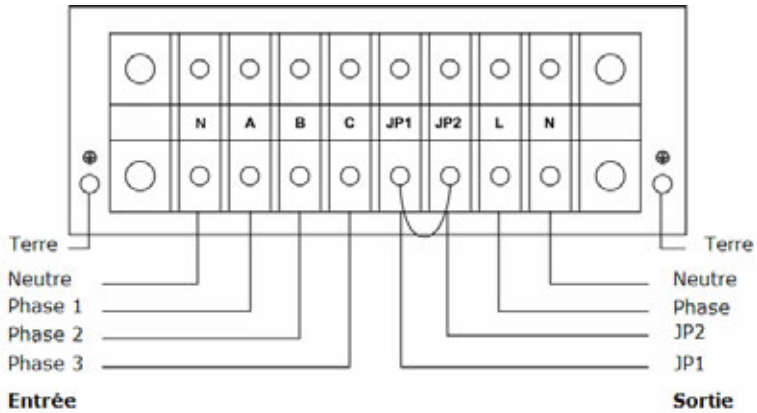 N A B C JP1 JP2 L N
Terre Terre
Neutre Neutre
Phase 1 Phase
Phase 2 JP2
Phase 3 JP1
Entrée Sortie